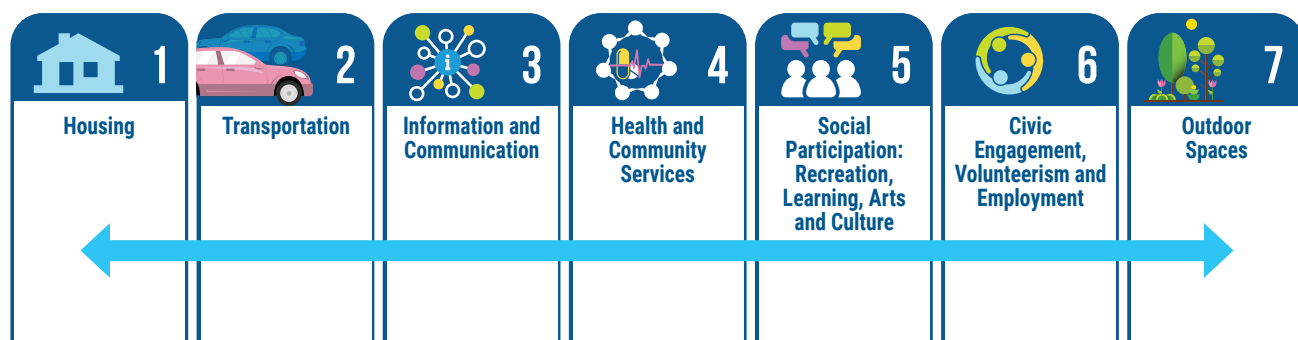 1
Housing
2
Transportation
i
3
Information and
Communication
4
Health and
Community
Services
5
Social
Participation:
Recreation,
Learning, Arts
and Culture
6
Civic
Engagement,
Volunteerism and
Employment
7
Outdoor
Spaces